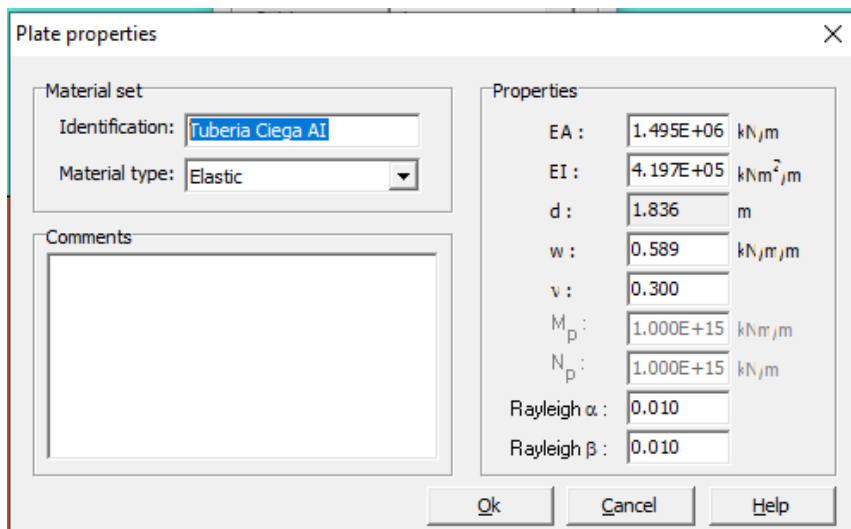 Plate properties
Material set
Identification: Tuberia Ciega AI
Material type: Elastic
Comments
Properties
EA : 1.495E+06 kN/m
EI : 4.197E+05 kNm²/m
d : 1.836 m
w : 0.589 kN/m/m
ν : 0.300
Mp : 1.000E+15 kNm/m
Np : 1.000E+15 kN/m
Rayleigh α : 0.010
Rayleigh β : 0.010
Ok Cancel Help